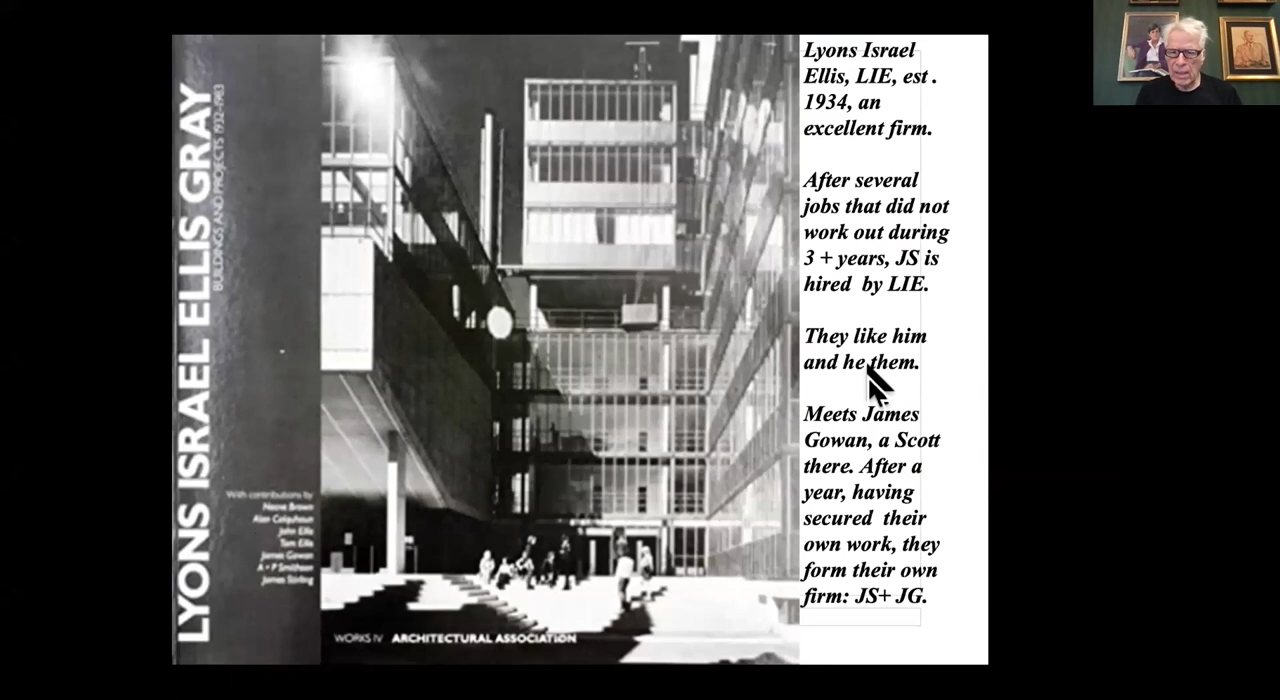 LYONS ISRAEL ELLIS GRAY
BUILDINGS AND PROJECTS 1932-1983
With contributions by
Neave Brown
Alan Colquhoun
John Ellis
Tom Ellis
James Gowan
A + P Smithson
James Stirling
WORKS IV ARCHITECTURAL ASSOCIATION
Lyons Israel
Ellis, LIE, est .
1934, an
excellent firm.
After several
jobs that did not
work out during
3 + years, JS is
hired by LIE.
They like him
and he them.
Meets James
Gowan, a Scott
there. After a
year, having
secured their
own work, they
form their own
firm: JS+ JG.